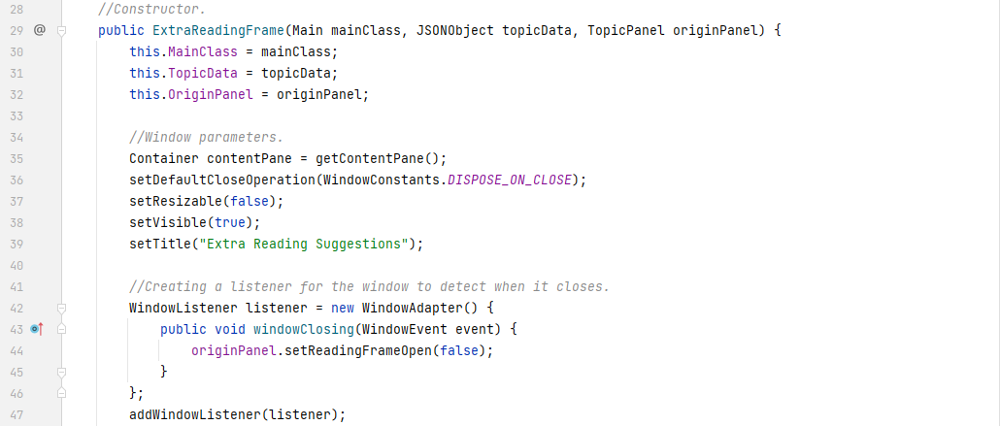 28 //Constructor.
29 @ public ExtraReadingFrame(Main mainClass, JSONObject topicData, TopicPanel originPanel) {
30 this.MainClass = mainClass;
31 this.TopicData = topicData;
32 this.OriginPanel = originPanel;
33
34 //Window parameters.
35 Container contentPane = getContentPane();
36 setDefaultCloseOperation(WindowConstants.DISPOSE_ON_CLOSE);
37 setResizable(false);
38 setVisible(true);
39 setTitle("Extra Reading Suggestions");
40
41 //Creating a listener for the window to detect when it closes.
42 WindowListener listener = new WindowAdapter() {
43 public void windowClosing(WindowEvent event) {
44 originPanel.setReadingFrameOpen(false);
45 }
46 };
47 addWindowListener(listener);